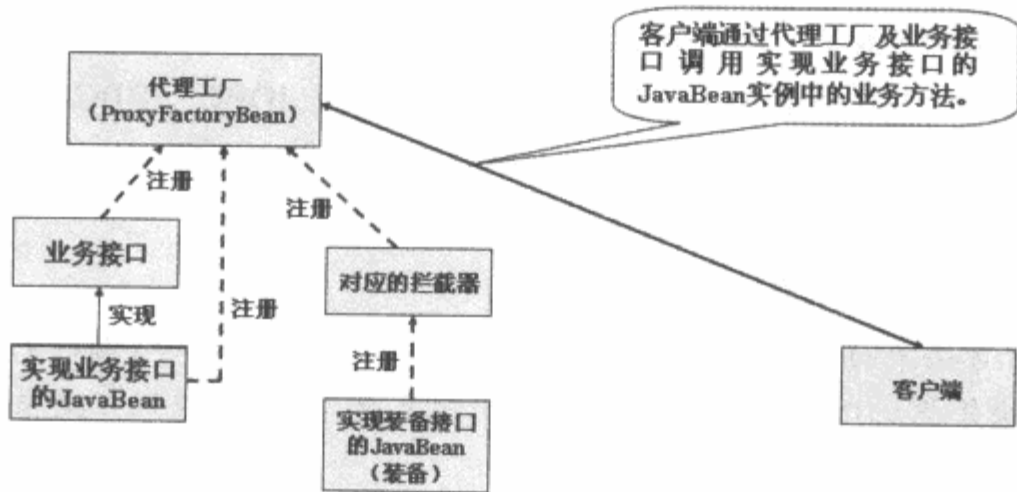 客户端通过代理工厂及业务接
口调用实现业务接口的
JavaBean实例中的业务方法。
代理工厂
（ProxyFactoryBean）
注册
注册
业务接口
对应的拦截器
实现
注册
注册
实现业务接口
的JavaBean
客户端
实现装备接口
的JavaBean
（装备）